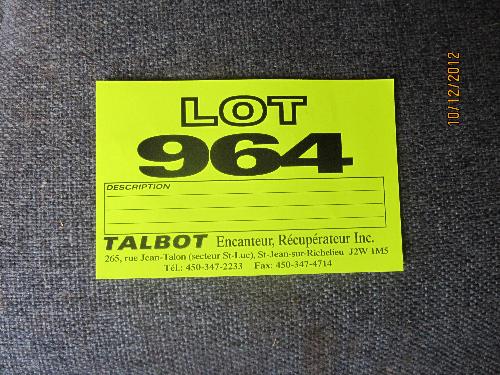 LOT
964
DESCRIPTION
TALBOT Encanteur, Récupérateur Inc.
265, rue Jean-Talon (secteur St-Luc), St-Jean-sur-Richelieu J2W 1M5
Tél.: 450-347-2233 Fax: 450-347-4714
10/12/2012